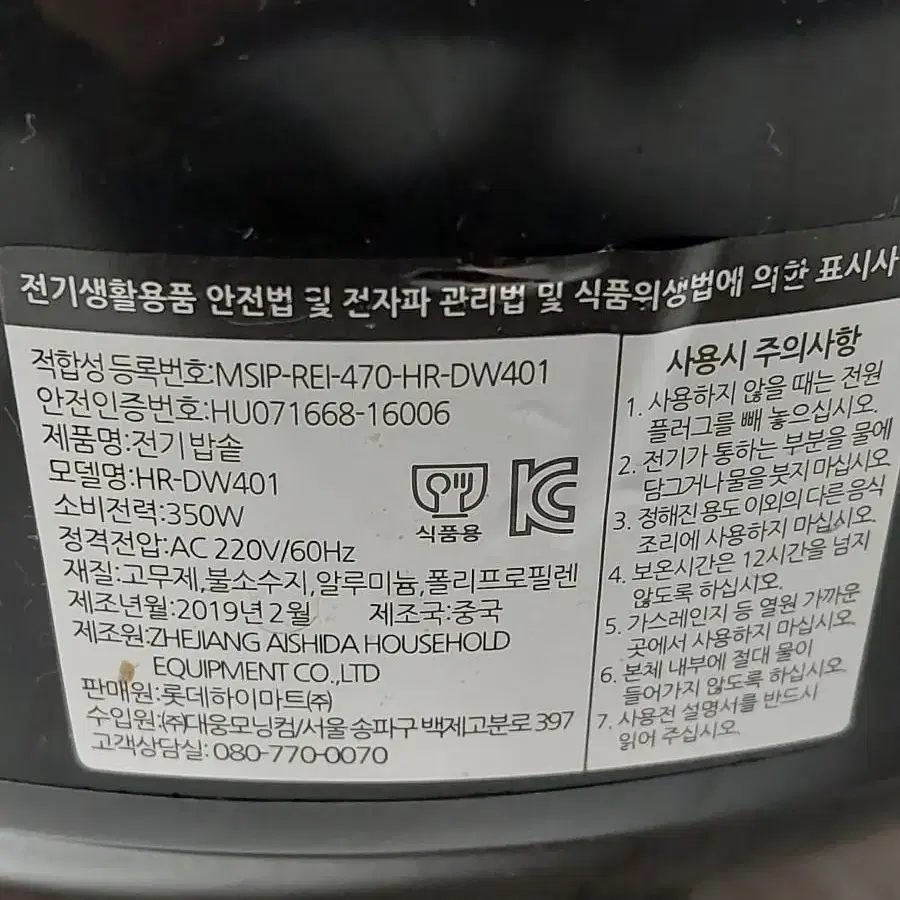 전기생활용품 안전법 및 전자파 관리법 및 식품위생법에 의한 표시사
적합성 등록번호:MSIP-REI-470-HR-DW401
안전인증번호:HU071668-16006
제품명:전기밥솥
모델명:HR-DW401
소비전력:350W
정격전압:AC 220V/60Hz
재질:고무제,불소수지,알루미늄,폴리프로필렌
제조년월:2019년 2월 제조국:중국
제조원:ZHEJIANG AISHIDA HOUSEHOLD
EQUIPMENT CO.,LTD
판매원:롯데하이마트㈜
수입원:㈜대웅모닝컴/서울 송파구 백제고분로 397
고객상담실: 080-770-0070
식품용
사용시 주의사항
1. 사용하지 않을 때는 전원
플러그를 빼 놓으십시오.
2. 전기가 통하는 부분을 물에
담그거나 물을 붓지 마십시오.
3. 정해진 용도 이외의 다른 음식
조리에 사용하지 마십시오.
4. 보온시간은 12시간을 넘지
않도록 하십시오.
5. 가스레인지 등 열원 가까운
곳에서 사용하지 마십시오.
6. 본체 내부에 절대 물이
들어가지 않도록 하십시오.
7. 사용전 설명서를 반드시
읽어 주십시오.